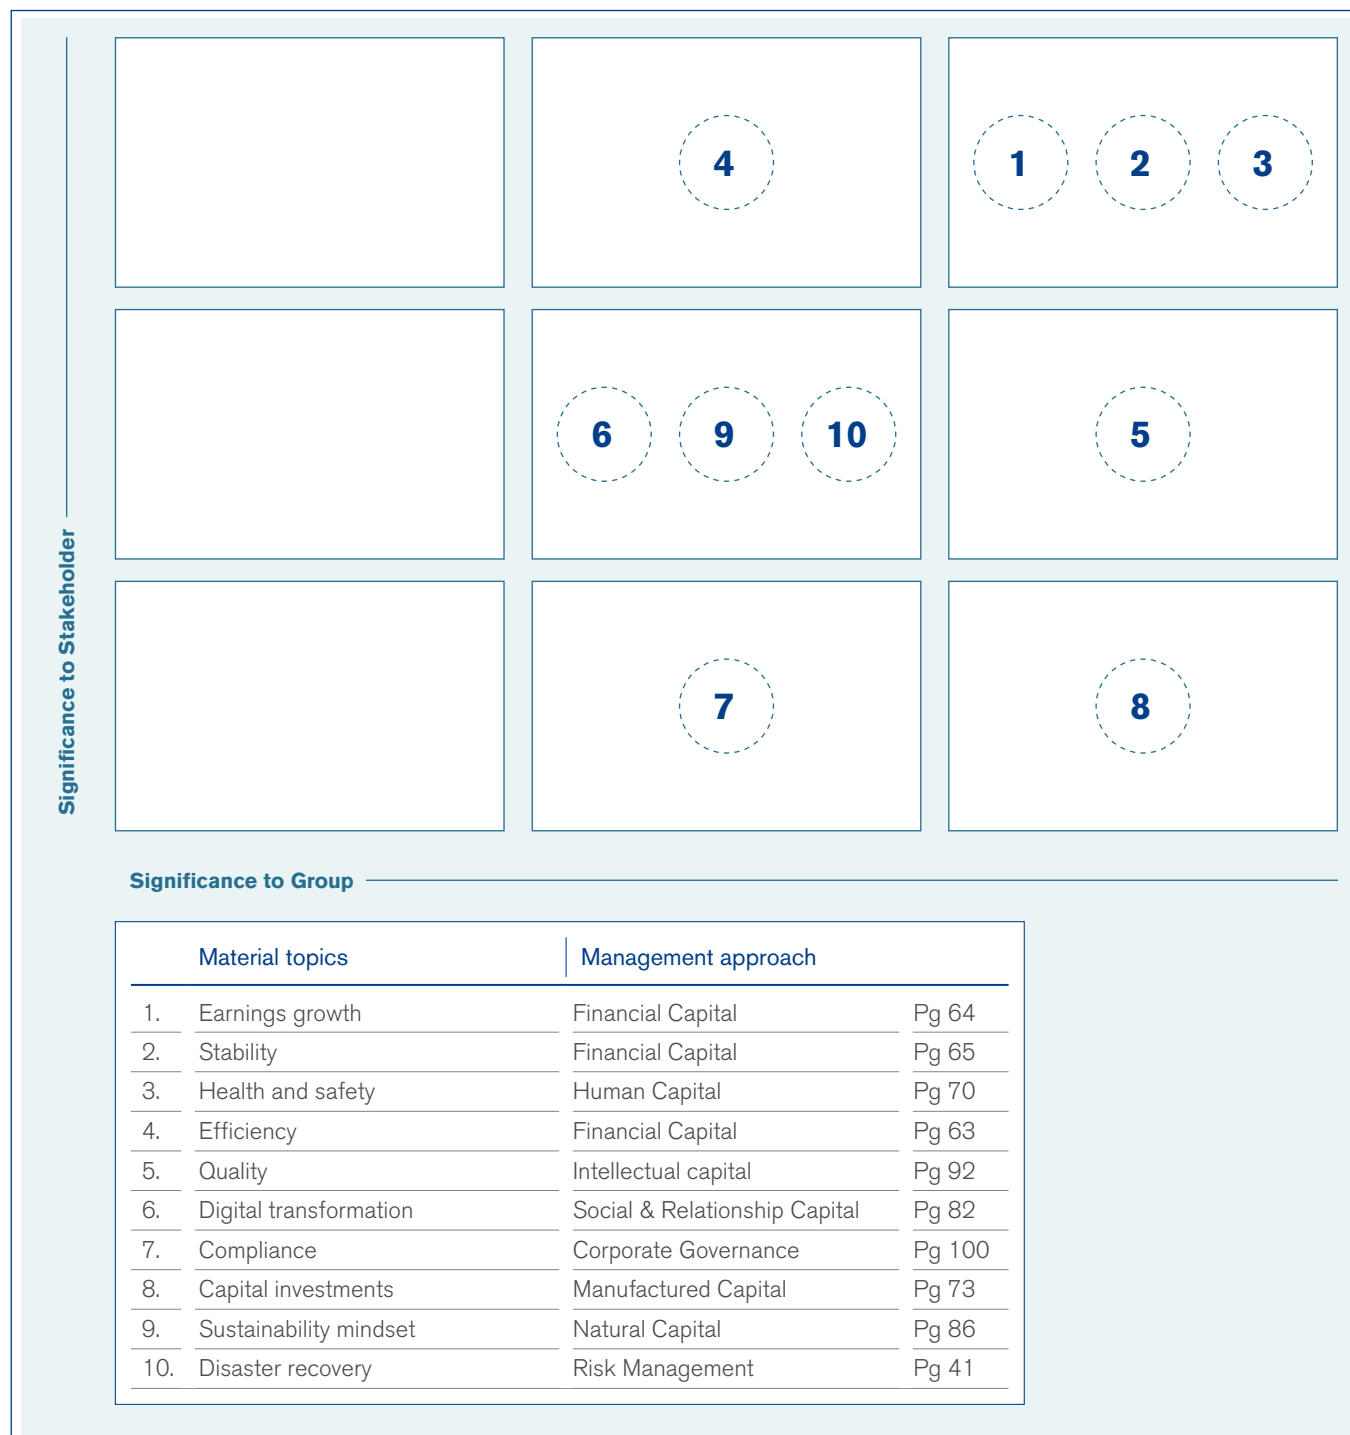 4
1 2 3
6 9 10
5
7
8
Significance to Stakeholder
Significance to Group
Material topics Management approach
1. Earnings growth Financial Capital Pg 64
2. Stability Financial Capital Pg 65
3. Health and safety Human Capital Pg 70
4. Efficiency Financial Capital Pg 63
5. Quality Intellectual capital Pg 92
6. Digital transformation Social & Relationship Capital Pg 82
7. Compliance Corporate Governance Pg 100
8. Capital investments Manufactured Capital Pg 73
9. Sustainability mindset Natural Capital Pg 86
10. Disaster recovery Risk Management Pg 41